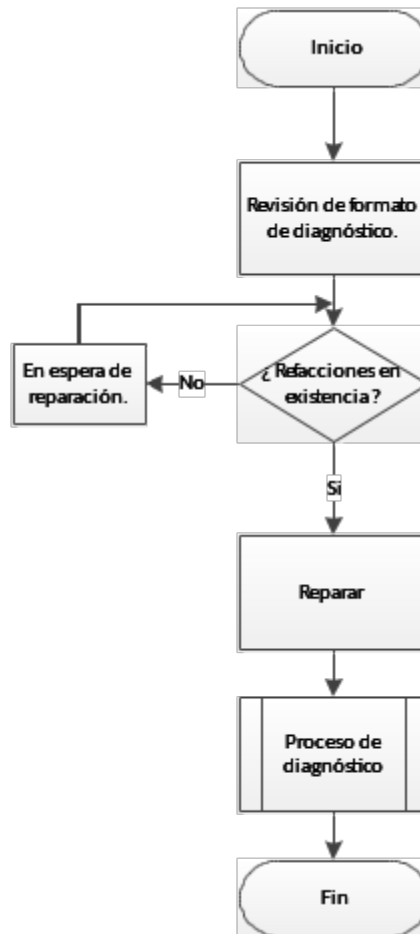 Inicio
Revisión de formato
de diagnóstico.
¿ Refacciones en
existencia ?
No
En espera de
reparación.
Si
Reparar
Proceso de
diagnóstico
Fin